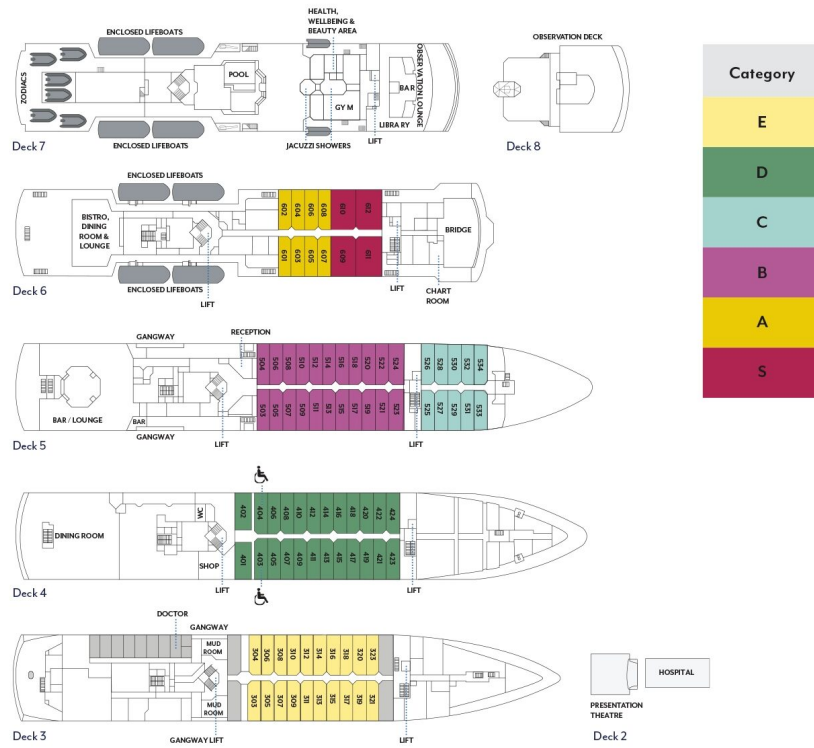 ENCLOSED LIFEBOATS
HEALTH,
WELLBEING &
BEAUTY AREA
ZODIACS
POOL
GYM
BAR
OBSERVATION LOUNGE
LIBRARY
LIFT
JACUZZI SHOWERS
ENCLOSED LIFEBOATS
Deck 7
OBSERVATION DECK
Deck 8
Category
E
D
C
B
A
S
ENCLOSED LIFEBOATS
BISTRO,
DINING
ROOM &
LOUNGE
602 604 606 608 610 612
601 603 605 607 609 611
BRIDGE
ENCLOSED LIFEBOATS
LIFT
LIFT
CHART
ROOM
Deck 6
GANGWAY
RECEPTION
504 506 508 510 512 514 516 518 520 522 524 526 528 530 532 534
503 505 507 509 511 513 515 517 519 521 523 525 527 529 531 533
BAR / LOUNGE
BAR
GANGWAY
LIFT
LIFT
Deck 5
WC
402 404 406 408 410 412 414 416 418 420 422 424
DINING ROOM
401 403 405 407 409 411 413 415 417 419 421 423
SHOP
LIFT
LIFT
Deck 4
DOCTOR
GANGWAY
MUD
ROOM
304 306 308 310 312 314 316 318 320 323
303 305 307 309 311 313 315 317 319 321
MUD
ROOM
GANGWAY LIFT
LIFT
Deck 3
HOSPITAL
PRESENTATION
THEATRE
Deck 2